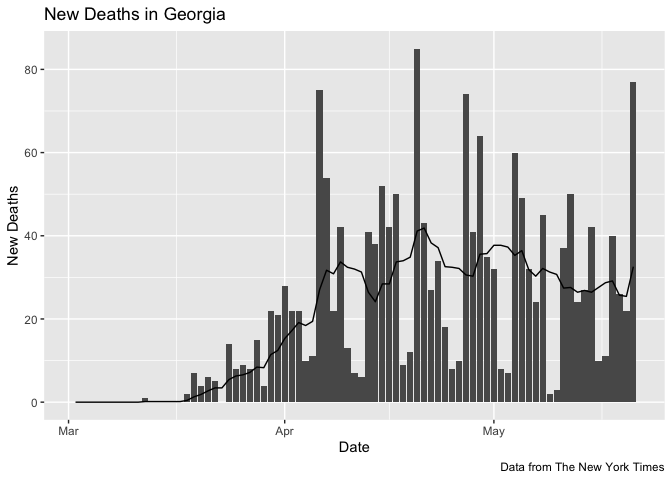 New Deaths in Georgia
New Deaths
80
60
40
20
0
Mar
Apr
May
Date
Data from The New York Times